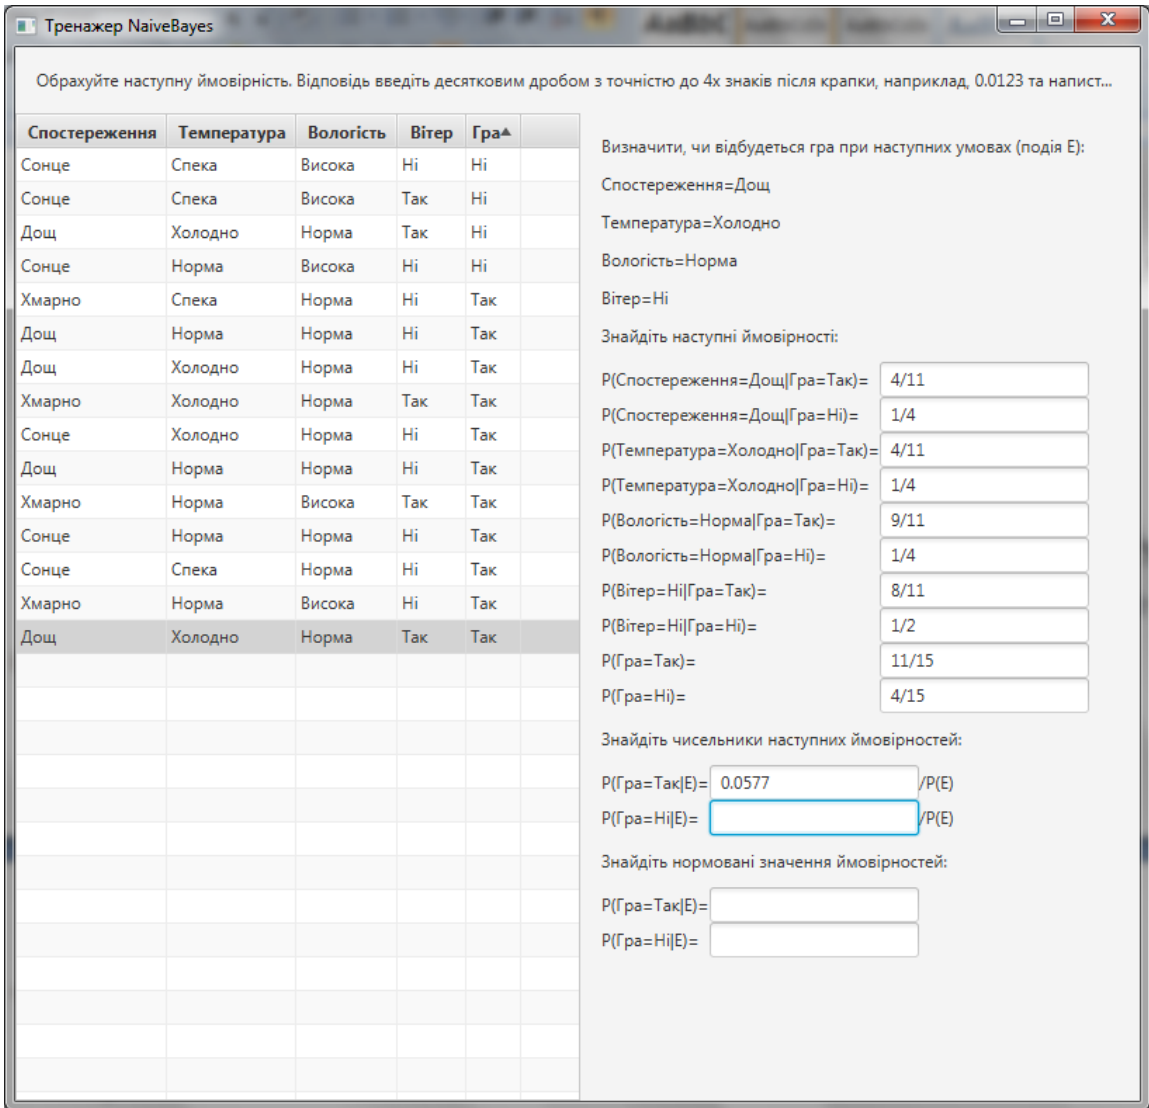 Тренажер NaiveBayes
Обрахуйте наступну ймовірність. Відповідь введіть десятковим дробом з точністю до 4х знаків після крапки, наприклад, 0.0123 та напист...
Спостереження Температура Вологість Вітер Гра
Сонце Спека Висока Ні Ні
Сонце Спека Висока Так Ні
Дощ Холодно Норма Так Ні
Сонце Норма Висока Ні Ні
Хмарно Спека Норма Ні Так
Дощ Норма Норма Ні Так
Дощ Холодно Норма Ні Так
Хмарно Холодно Норма Так Так
Сонце Холодно Норма Ні Так
Дощ Норма Норма Ні Так
Хмарно Норма Висока Так Так
Сонце Норма Норма Ні Так
Сонце Спека Норма Ні Так
Хмарно Норма Висока Ні Так
Дощ Холодно Норма Так Так
Визначити, чи відбудеться гра при наступних умовах (подія E):
Спостереження=Дощ
Температура=Холодно
Вологість=Норма
Вітер=Ні
Знайдіть наступні ймовірності:
P(Спостереження=Дощ|Гра=Так)= 4/11
P(Спостереження=Дощ|Гра=Ні)= 1/4
P(Температура=Холодно|Гра=Так)= 4/11
P(Температура=Холодно|Гра=Ні)= 1/4
P(Вологість=Норма|Гра=Так)= 9/11
P(Вологість=Норма|Гра=Ні)= 1/4
P(Вітер=Ні|Гра=Так)= 8/11
P(Вітер=Ні|Гра=Ні)= 1/2
P(Гра=Так)= 11/15
P(Гра=Ні)= 4/15
Знайдіть чисельники наступних ймовірностей:
P(Гра=Так|E)= 0.0577 /P(E)
P(Гра=Ні|E)= /P(E)
Знайдіть нормовані значення ймовірностей:
P(Гра=Так|E)=
P(Гра=Ні|E)=